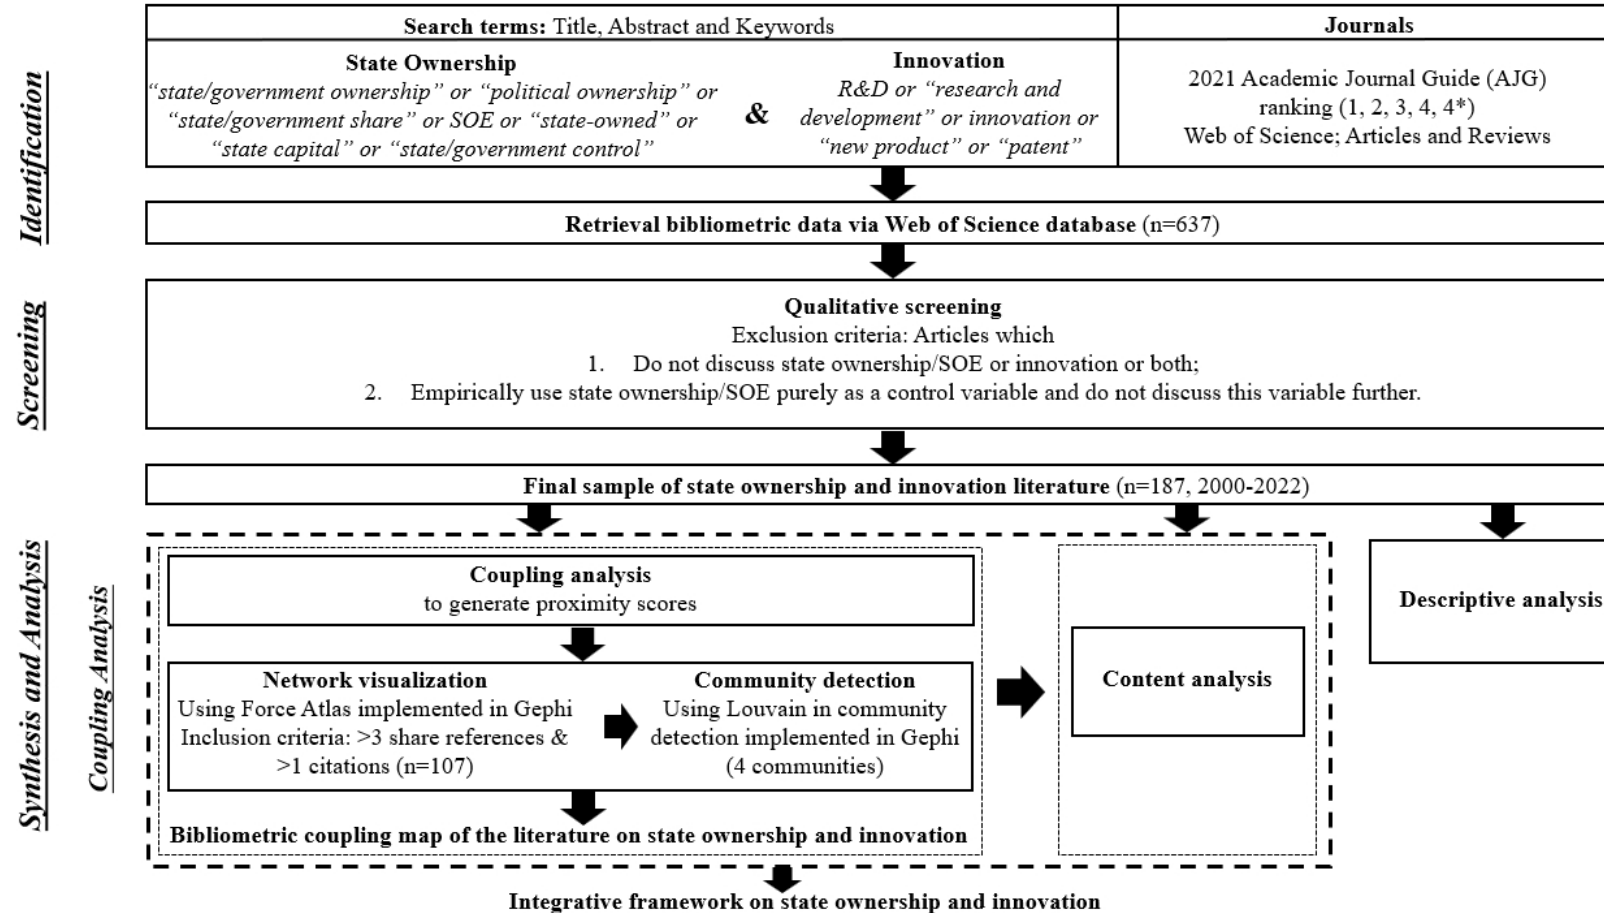 Search terms: Title, Abstract and Keywords
Journals
Identification
State Ownership
“state/government ownership” or “political ownership” or
“state/government share” or SOE or “state-owned” or
“state capital” or “state/government control”
&
Innovation
R&D or “research and
development” or innovation or
“new product” or “patent”
2021 Academic Journal Guide (AJG)
ranking (1, 2, 3, 4, 4*)
Web of Science; Articles and Reviews
Retrieval bibliometric data via Web of Science database (n=637)
Screening
Qualitative screening
Exclusion criteria: Articles which
1. Do not discuss state ownership/SOE or innovation or both;
2. Empirically use state ownership/SOE purely as a control variable and do not discuss this variable further.
Final sample of state ownership and innovation literature (n=187, 2000-2022)
Synthesis and Analysis
Coupling Analysis
Coupling analysis
to generate proximity scores
Network visualization
Using Force Atlas implemented in Gephi
Inclusion criteria: >3 share references &
>1 citations (n=107)
Community detection
Using Louvain in community
detection implemented in Gephi
(4 communities)
Bibliometric coupling map of the literature on state ownership and innovation
Content analysis
Descriptive analysis
Integrative framework on state ownership and innovation